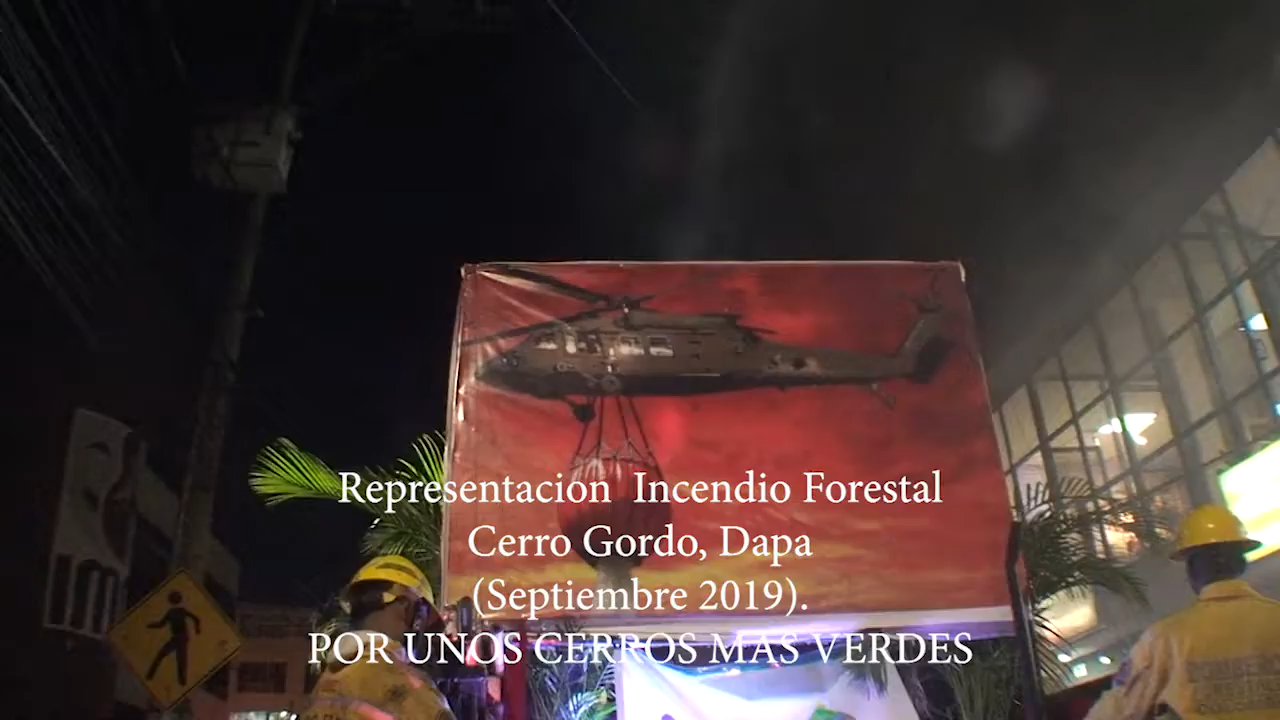 Representacion Incendio Forestal
Cerro Gordo, Dapa
(Septiembre 2019).
POR UNOS CERROS MAS VERDES